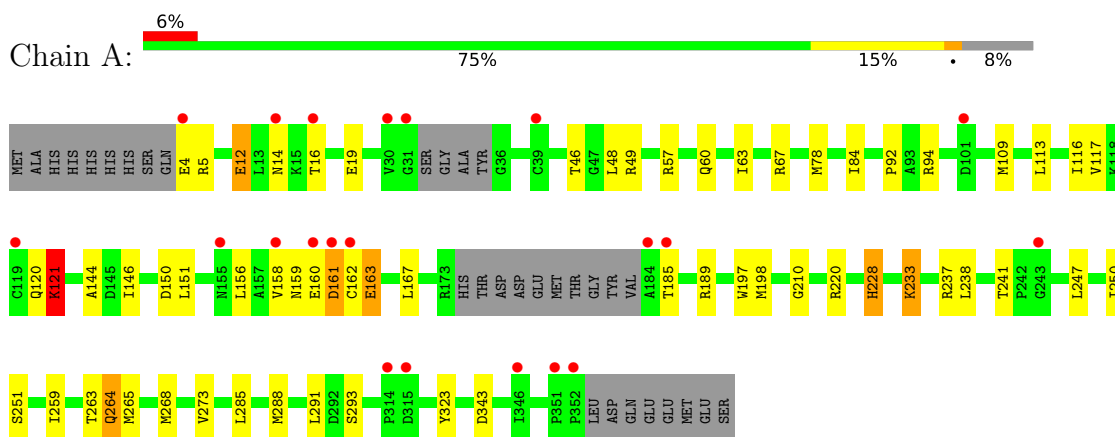 6%
Chain A:
75% 15% • 8%
MET ALA HIS HIS HIS HIS HIS HIS SER GLN E4 R5 E12 L13 N14 K15 T16 E19 V30 G31 SER GLY ALA TYR G36 C39 T46 G47 L48 R49 R57 Q60 I63 R67 M78 I84 P92 A93 R94 D101 M109 L113 I116 V117 K118
C119 Q120 K121 A144 D145 I146 D150 L151 N155 L156 A157 V158 N159 E160 D161 C162 E163 L167 R173 HIS THR ASP ASP GLU MET THR GLY TYR VAL A184 T185 R189 W197 M198 G210 R220 H228 K233 R237 L238 T241 P242 G243 L247
S251 I259 T263 Q264 M265 M268 V273 L285 M288 L291 D292 S293 P314 D315 Y323 D343 I346 P351 P352 LEU ASP GLN GLU GLU MET GLU SER